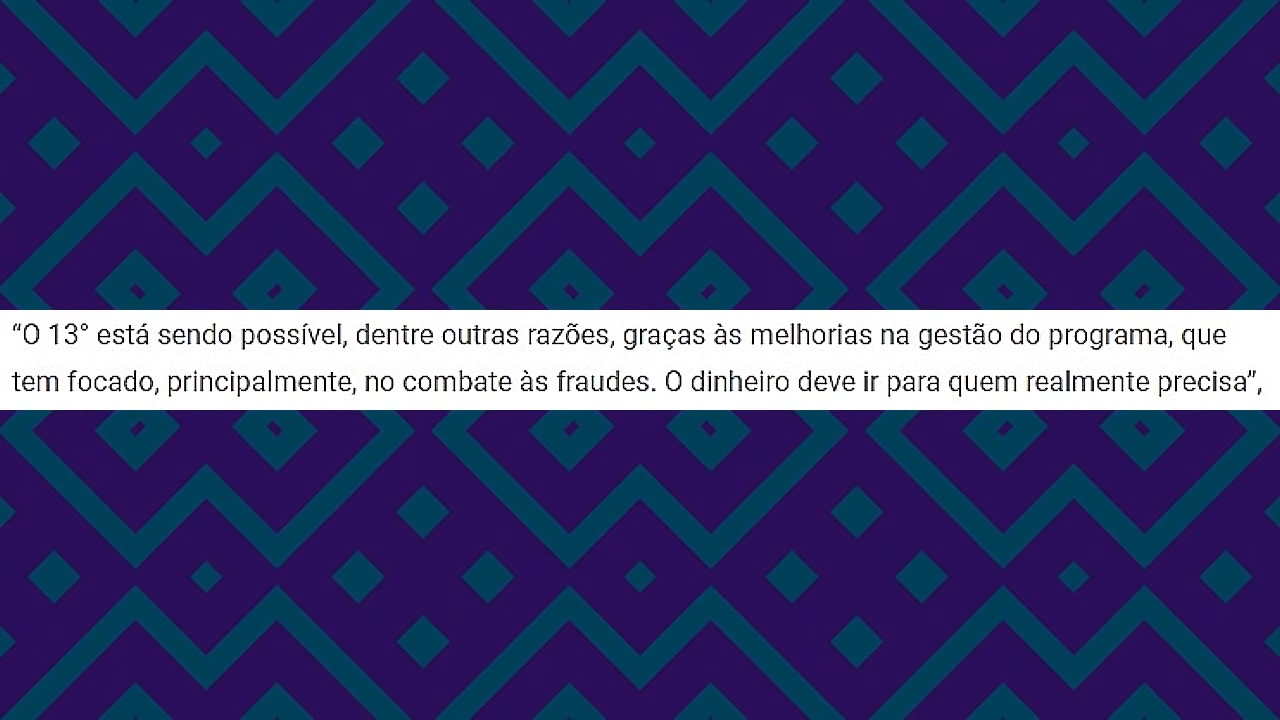 “O 13° está sendo possível, dentre outras razões, graças às melhorias na gestão do programa, que
tem focado, principalmente, no combate às fraudes. O dinheiro deve ir para quem realmente precisa”,